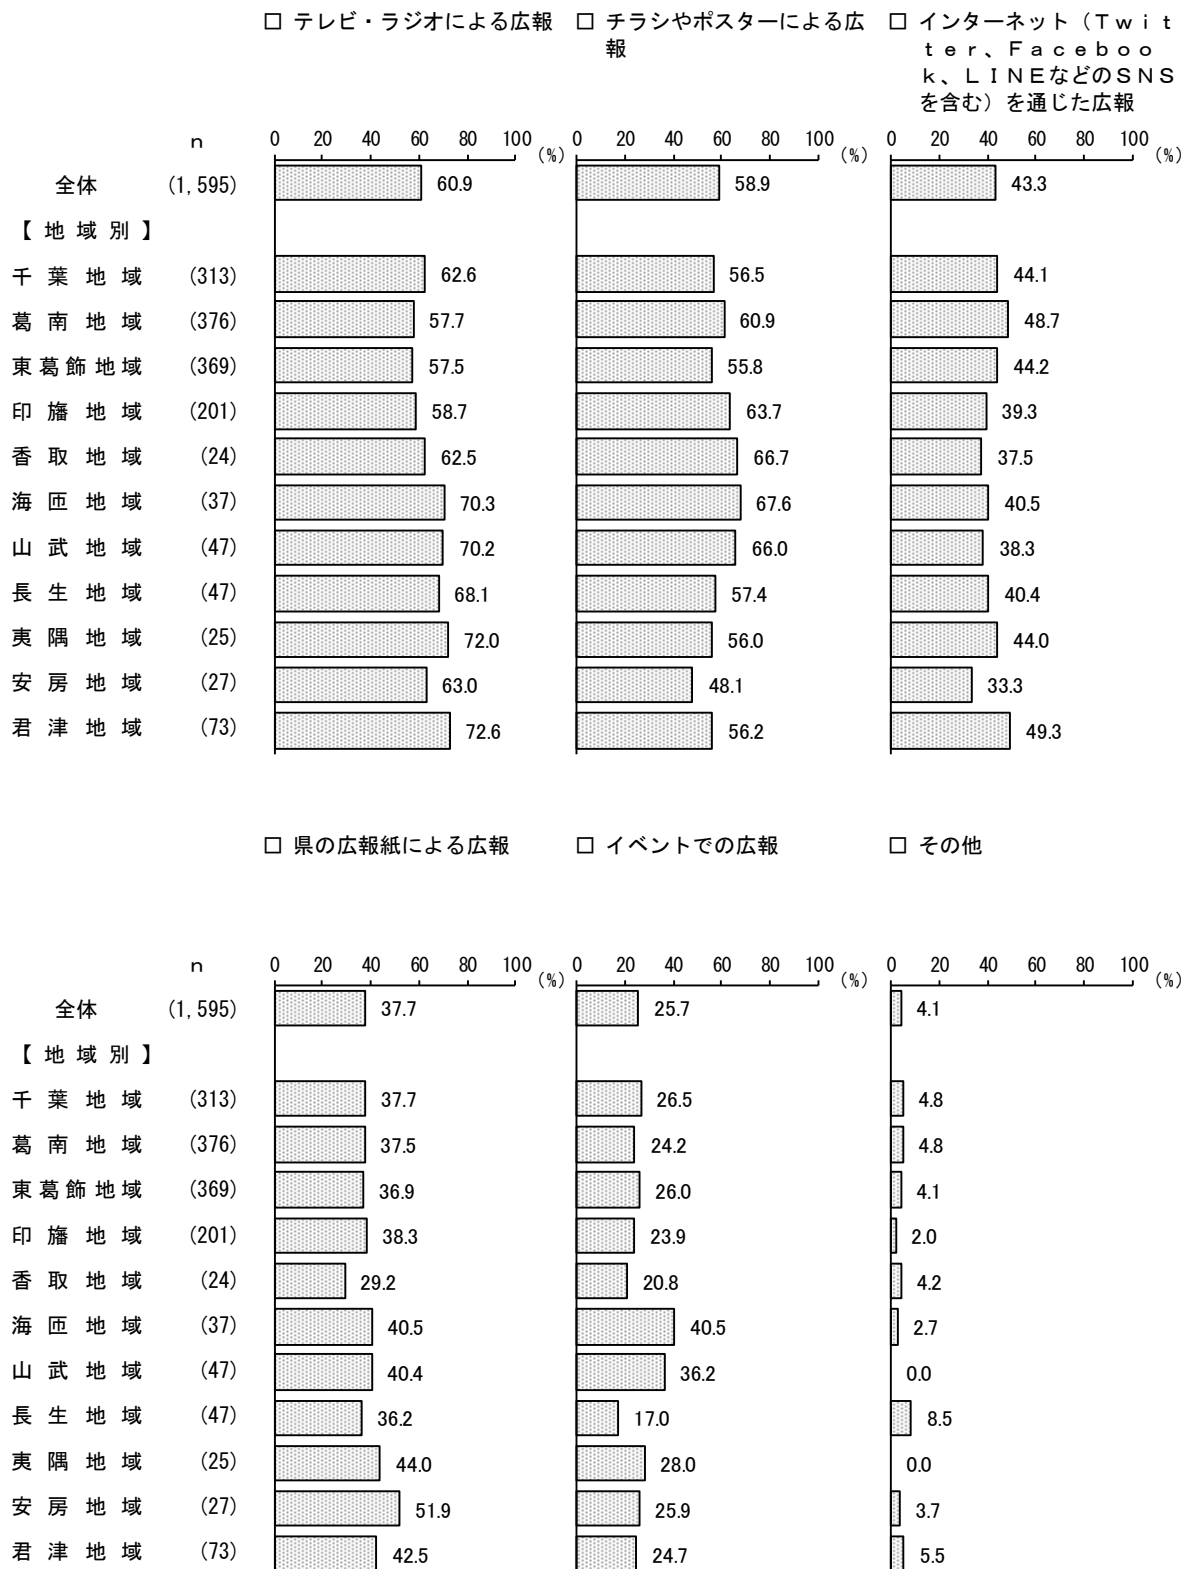 □ テレビ・ラジオによる広報 □ チラシやポスターによる広 □ インターネット（Ｔｗｉｔ
報 ｔｅｒ、Ｆａｃｅｂｏｏ
ｋ、ＬＩＮＥなどのＳＮＳ
を含む）を通じた広報
ｎ 0 20 40 60 80 100 (%) 0 20 40 60 80 100 (%) 0 20 40 60 80 100 (%)
全体 (1,595) 60.9 58.9 43.3
【 地 域 別 】
千 葉 地 域 (313) 62.6 56.5 44.1
葛 南 地 域 (376) 57.7 60.9 48.7
東 葛 飾 地 域 (369) 57.5 55.8 44.2
印 旛 地 域 (201) 58.7 63.7 39.3
香 取 地 域 (24) 62.5 66.7 37.5
海 匝 地 域 (37) 70.3 67.6 40.5
山 武 地 域 (47) 70.2 66.0 38.3
長 生 地 域 (47) 68.1 57.4 40.4
夷 隅 地 域 (25) 72.0 56.0 44.0
安 房 地 域 (27) 63.0 48.1 33.3
君 津 地 域 (73) 72.6 56.2 49.3
□ 県の広報紙による広報 □ イベントでの広報 □ その他
ｎ 0 20 40 60 80 100 (%) 0 20 40 60 80 100 (%) 0 20 40 60 80 100 (%)
全体 (1,595) 37.7 25.7 4.1
【 地 域 別 】
千 葉 地 域 (313) 37.7 26.5 4.8
葛 南 地 域 (376) 37.5 24.2 4.8
東 葛 飾 地 域 (369) 36.9 26.0 4.1
印 旛 地 域 (201) 38.3 23.9 2.0
香 取 地 域 (24) 29.2 20.8 4.2
海 匝 地 域 (37) 40.5 40.5 2.7
山 武 地 域 (47) 40.4 36.2 0.0
長 生 地 域 (47) 36.2 17.0 8.5
夷 隅 地 域 (25) 44.0 28.0 0.0
安 房 地 域 (27) 51.9 25.9 3.7
君 津 地 域 (73) 42.5 24.7 5.5